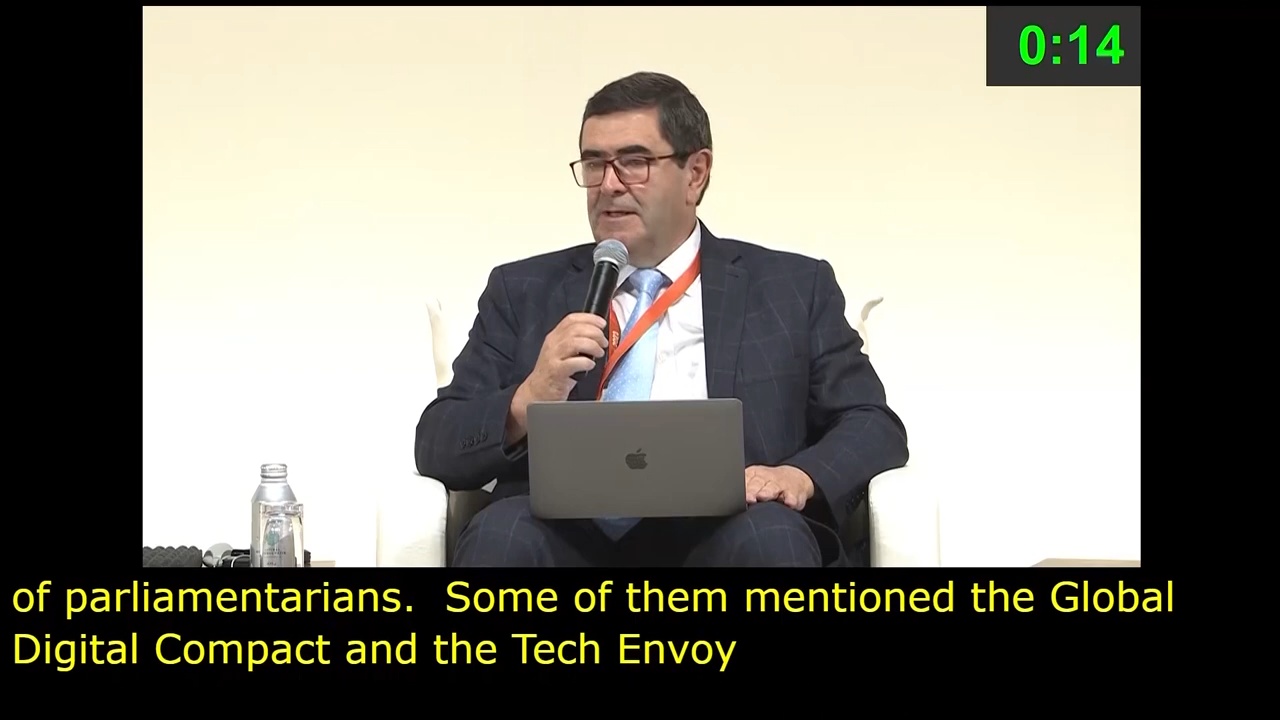 0:14
of parliamentarians.  Some of them mentioned the Global
Digital Compact and the Tech Envoy